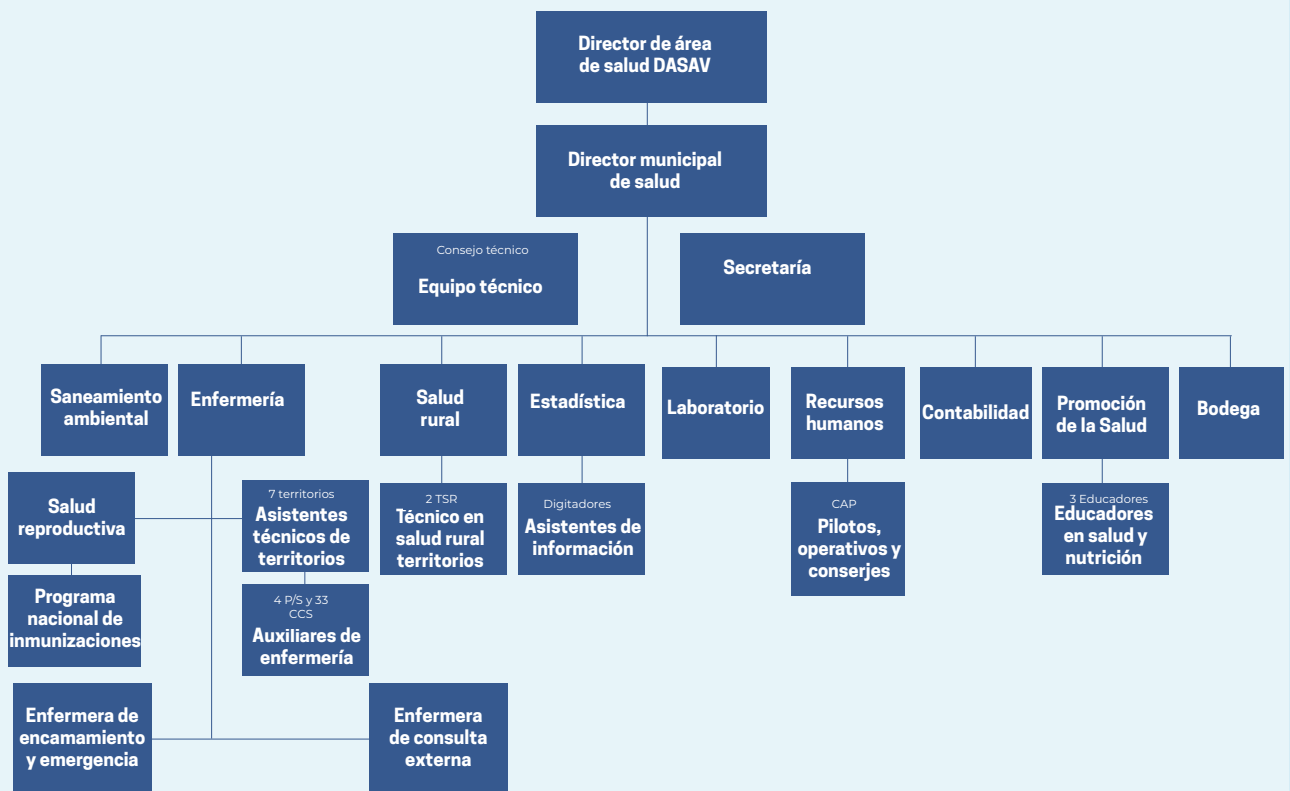 Director de área
de salud DASAV
Director municipal
de salud
Consejo técnico
Equipo técnico
Secretaría
Saneamiento
ambiental
Enfermería
Salud
rural
Estadística
Laboratorio
Recursos
humanos
Contabilidad
Promoción
de la Salud
Bodega
Salud
reproductiva
7 territorios
Asistentes
técnicos de
territorios
2 TSR
Técnico en
salud rural
territorios
Digitadores
Asistentes de
información
CAP
Pilotos,
operativos y
conserjes
3 Educadores
Educadores
en salud y
nutrición
Programa
nacional de
inmunizaciones
4 P/S y 33
CCS
Auxiliares de
enfermería
Enfermera de
encamamiento
y emergencia
Enfermera
de consulta
externa